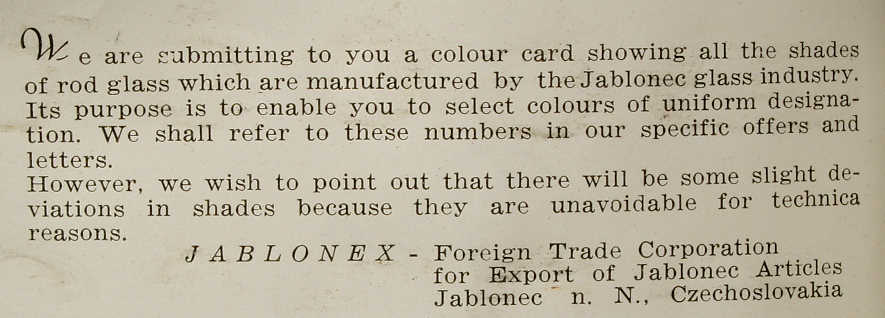 We are submitting to you a colour card showing all the shades
of rod glass which are manufactured by the Jablonec glass industry.
Its purpose is to enable you to select colours of uniform designa-
tion. We shall refer to these numbers in our specific offers and
letters.
However, we wish to point out that there will be some slight de-
viations in shades because they are unavoidable for technica
reasons.
JABLONEX - Foreign Trade Corporation
for Export of Jablonec Articles
Jablonec n. N., Czechoslovakia